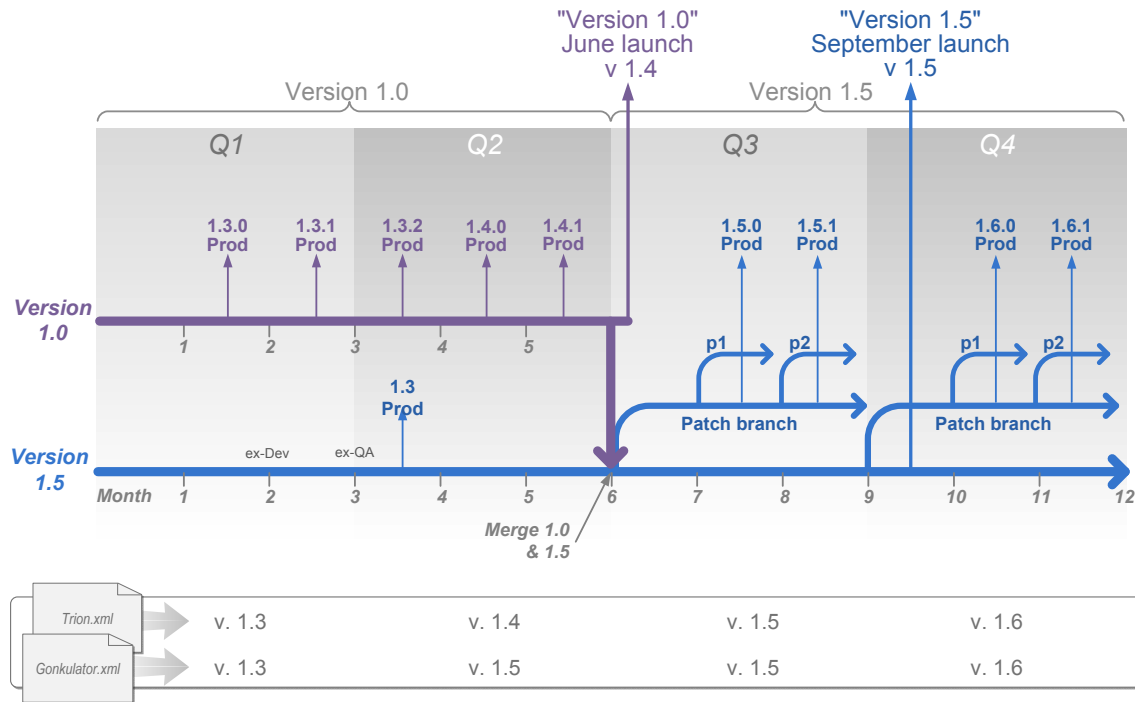 "Version 1.0"
June launch
v 1.4
"Version 1.5"
September launch
v 1.5
Version 1.0
Version 1.5
Q1
Q2
Q3
Q4
1.3.0
Prod
1.3.1
Prod
1.3.2
Prod
1.4.0
Prod
1.4.1
Prod
1.5.0
Prod
1.5.1
Prod
1.6.0
Prod
1.6.1
Prod
Version
1.0
1
2
3
4
5
p1
p2
p1
p2
1.3
Prod
Patch branch
Patch branch
ex-Dev
ex-QA
Version
1.5
Month
1
2
3
4
5
6
7
8
9
10
11
12
Merge 1.0
& 1.5
Trion.xml
v. 1.3
v. 1.4
v. 1.5
v. 1.6
Gonkulator.xml
v. 1.3
v. 1.5
v. 1.5
v. 1.6